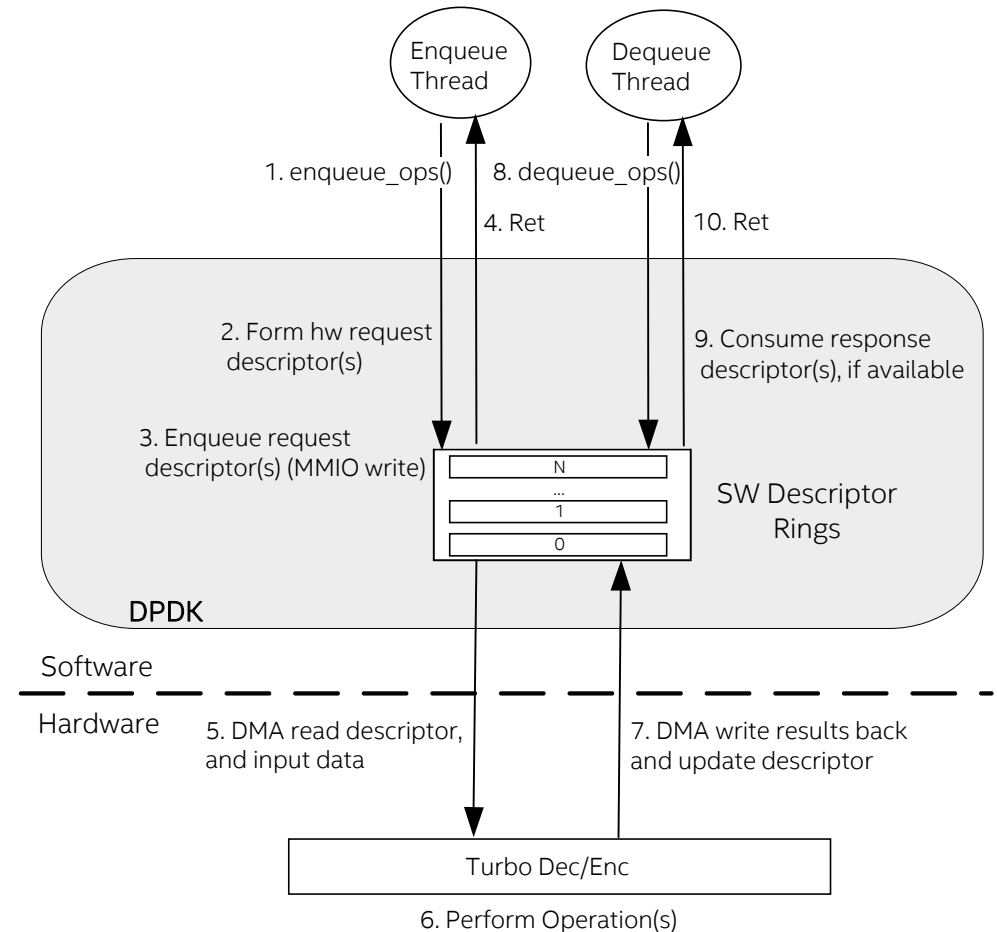 Enqueue
Thread
Dequeue
Thread
1. enqueue_ops()
8. dequeue_ops()
4. Ret
10. Ret
2. Form hw request
descriptor(s)
9. Consume response
descriptor(s), if available
3. Enqueue request
descriptor(s) (MMIO write)
N
...
1
0
SW Descriptor
Rings
DPDK
Software
Hardware
5. DMA read descriptor,
and input data
7. DMA write results back
and update descriptor
Turbo Dec/Enc
6. Perform Operation(s)